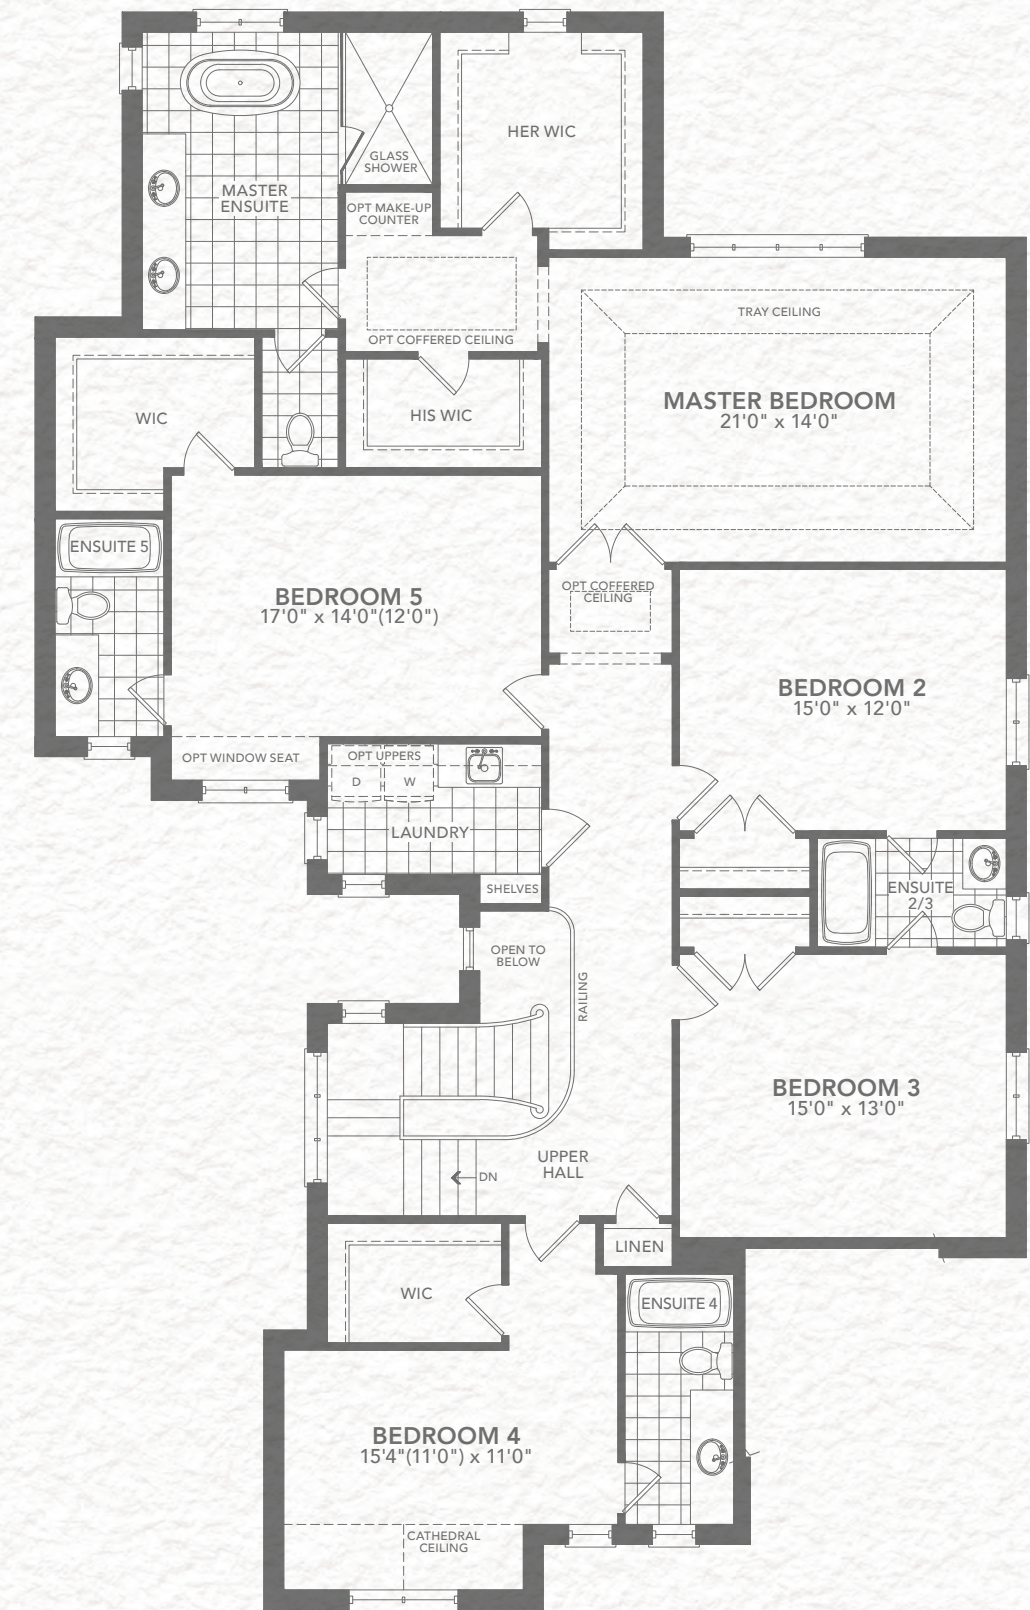 HER WIC
GLASS
SHOWER
MASTER
ENSUITE
OPT MAKE-UP
COUNTER
OPT COFFERED CEILING
TRAY CEILING
MASTER BEDROOM
21'0" x 14'0"
WIC
HIS WIC
ENSUITE 5
BEDROOM 5
17'0" x 14'0"(12'0")
OPT COFFERED
CEILING
BEDROOM 2
15'0" x 12'0"
OPT WINDOW SEAT
OPT UPPERS
D
W
LAUNDRY
SHELVES
ENSUITE
2/3
OPEN TO
BELOW
RAILING
BEDROOM 3
15'0" x 13'0"
UPPER
HALL
DN
LINEN
WIC
ENSUITE 4
BEDROOM 4
15'4"(11'0") x 11'0"
CATHEDRAL
CEILING